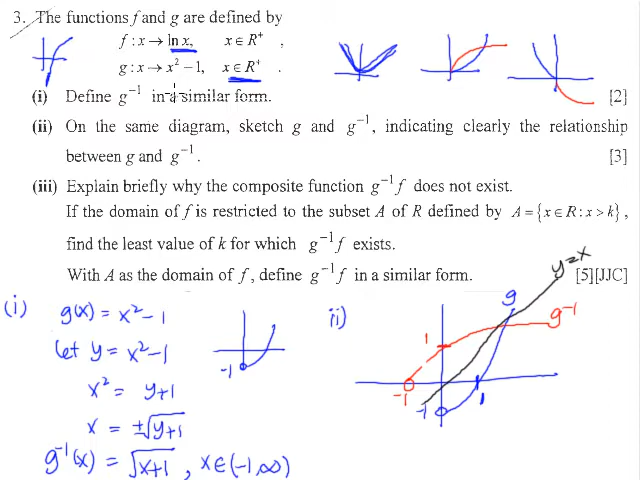 3. The functions f and g are defined by
f : x → ln x, x ∈ R⁺ ,
g : x → x² − 1, x ∈ R⁺ .
(i) Define g⁻¹ in a similar form. [2]
(ii) On the same diagram, sketch g and g⁻¹, indicating clearly the relationship
between g and g⁻¹. [3]
(iii) Explain briefly why the composite function g⁻¹f does not exist.
If the domain of f is restricted to the subset A of R defined by A = {x ∈ R : x > k},
find the least value of k for which g⁻¹f exists.
With A as the domain of f, define g⁻¹f in a similar form. [5][JJC]
y=x
(i) g(x) = x² − 1
let y = x² − 1
x² = y+1
x = ±√(y+1)
g⁻¹(x) = √(x+1) , x∈(−1,∞)
−1
ii)
g
g⁻¹
1
−1
−1
1